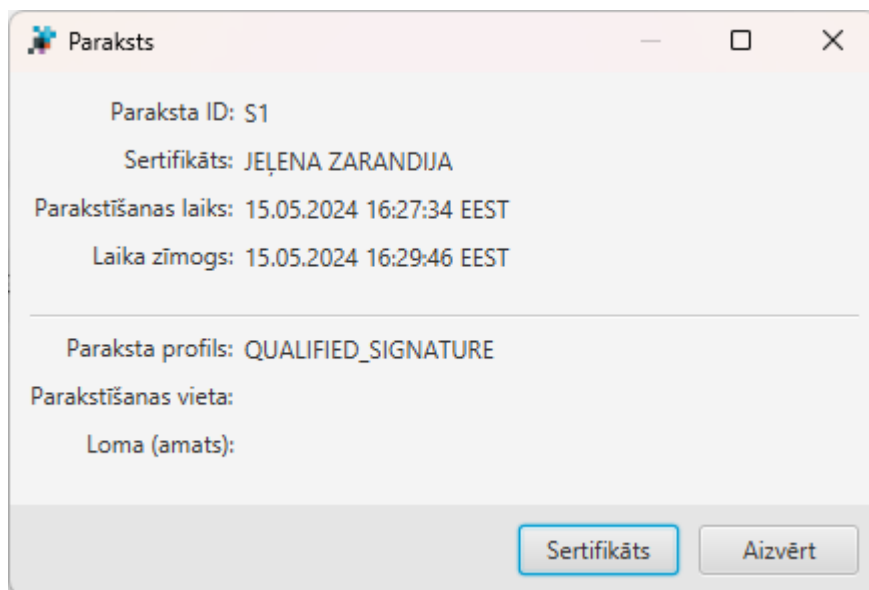 Paraksts
Paraksta ID: S1
Sertifikāts: JEĻENA ZARANDIJA
Parakstīšanas laiks: 15.05.2024 16:27:34 EEST
Laika zīmogs: 15.05.2024 16:29:46 EEST
Paraksta profils: QUALIFIED_SIGNATURE
Parakstīšanas vieta:
Loma (amats):
Sertifikāts Aizvērt